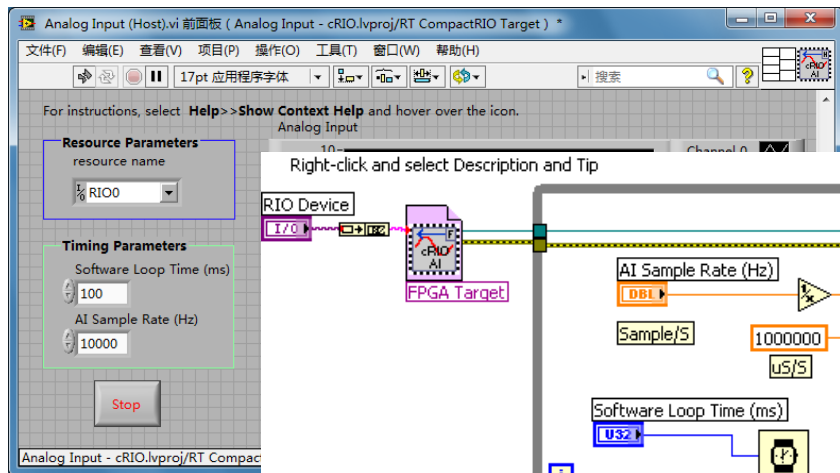 Analog Input (Host).vi 前面板 ( Analog Input - cRIO.lvproj/RT CompactRIO Target ) *
文件(F) 编辑(E) 查看(V) 项目(P) 操作(O) 工具(T) 窗口(W) 帮助(H)
17pt 应用程序字体
搜索
cRIO
AI
For instructions, select Help>>Show Context Help and hover over the icon.
Analog Input
Resource Parameters
resource name
RIO0
10
Channel 0
Right-click and select Description and Tip
RIO Device
I/O
F
cRIO
AI
FPGA Target
Timing Parameters
Software Loop Time (ms)
100
AI Sample Rate (Hz)
10000
Stop
AI Sample Rate (Hz)
DBL
1/x
Sample/S
1000000
uS/S
Software Loop Time (ms)
U32
i
Analog Input - cRIO.lvproj/RT Compac